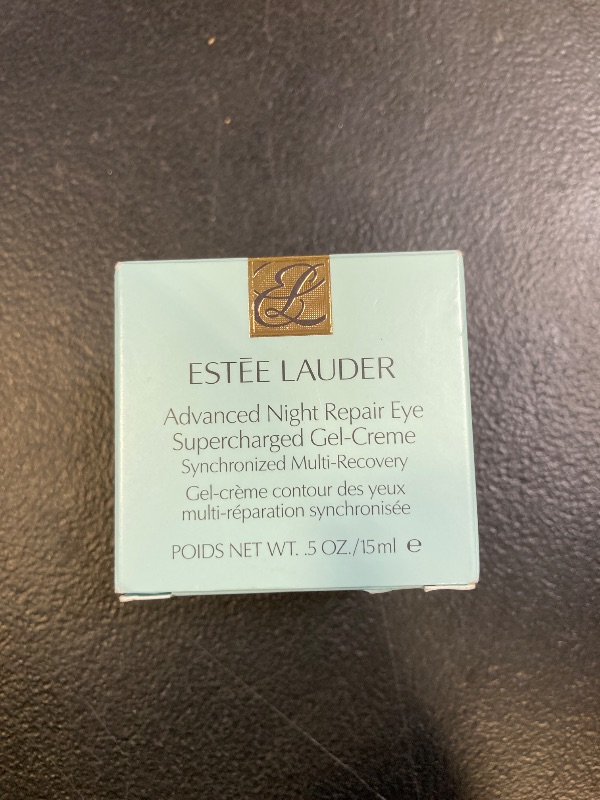 EL
ESTĒE LAUDER
Advanced Night Repair Eye
Supercharged Gel-Creme
Synchronized Multi-Recovery
Gel-crème contour des yeux
multi-réparation synchronisée
POIDS NET WT. .5 OZ./15ml ℮